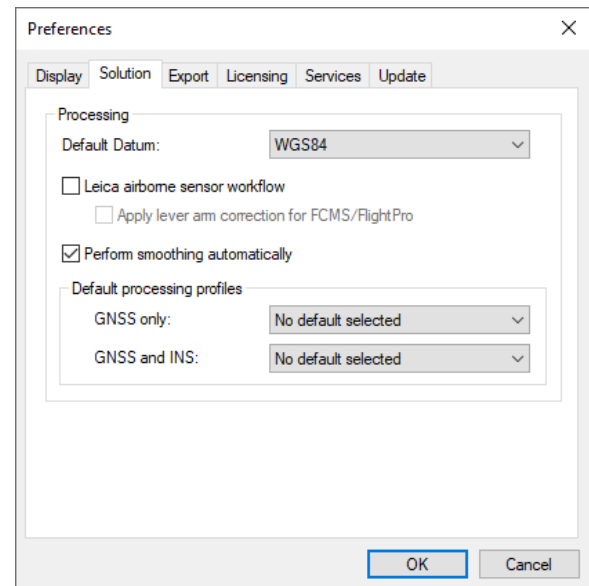 Preferences
Display Solution Export Licensing Services Update
Processing
Default Datum: WGS84
Leica airborne sensor workflow
Apply lever arm correction for FCMS/FlightPro
Perform smoothing automatically
Default processing profiles
GNSS only: No default selected
GNSS and INS: No default selected
OK Cancel